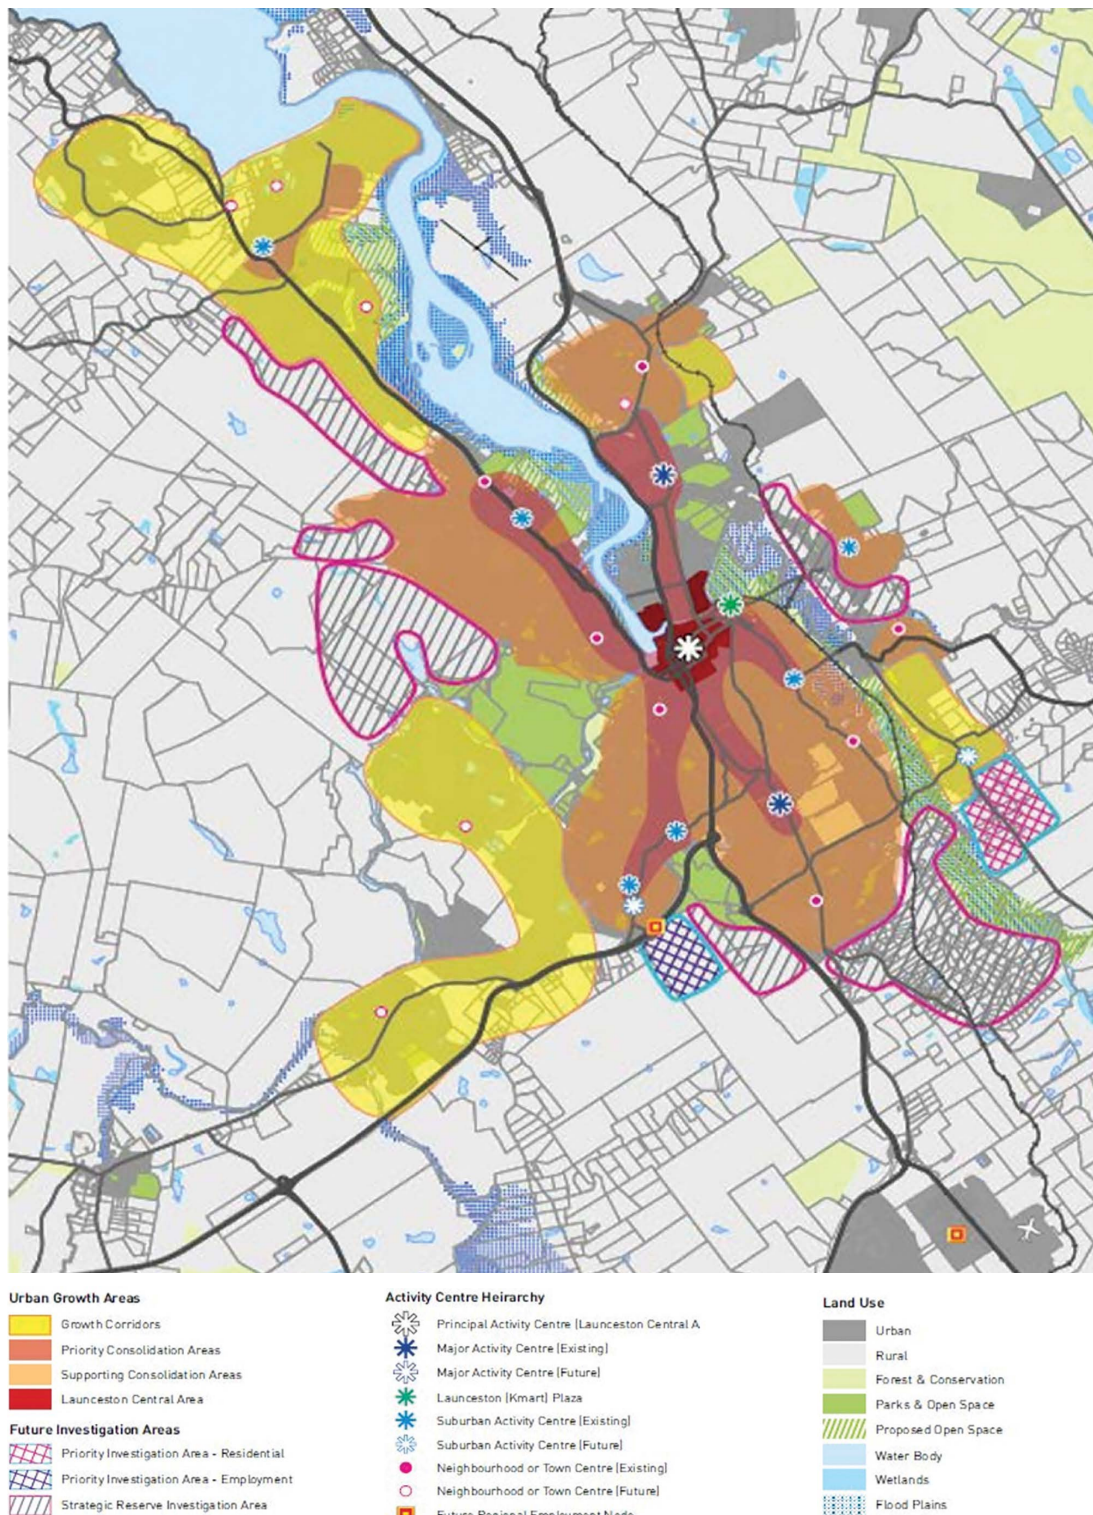 Urban Growth Areas
Growth Corridors
Priority Consolidation Areas
Supporting Consolidation Areas
Launceston Central Area
Future Investigation Areas
Priority Investigation Area - Residential
Priority Investigation Area - Employment
Strategic Reserve Investigation Area
Activity Centre Heirarchy
Principal Activity Centre (Launceston Central A
Major Activity Centre (Existing)
Major Activity Centre (Future)
Launceston (Kmart) Plaza
Suburban Activity Centre (Existing)
Suburban Activity Centre (Future)
Neighbourhood or Town Centre (Existing)
Neighbourhood or Town Centre (Future)
Future Regional Employment Node
Land Use
Urban
Rural
Forest & Conservation
Parks & Open Space
Proposed Open Space
Water Body
Wetlands
Flood Plains